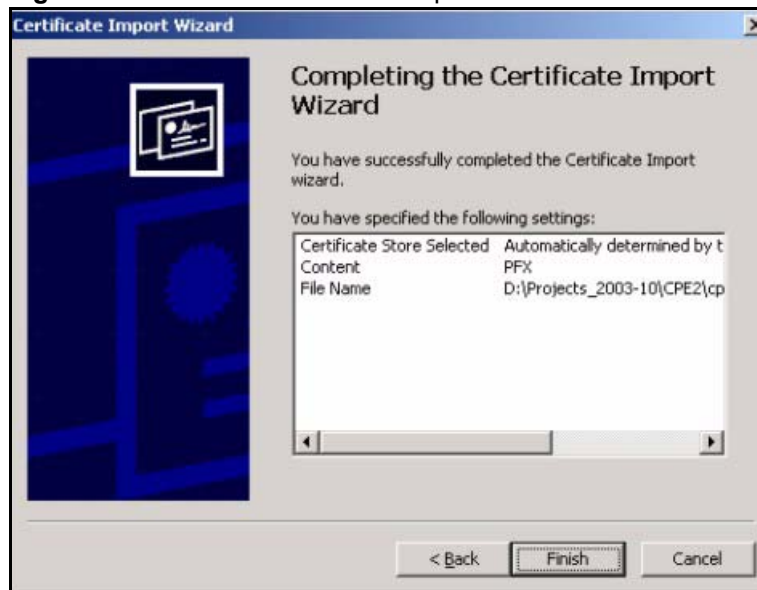 Certificate Import Wizard
Completing the Certificate Import
Wizard
You have successfully completed the Certificate Import
wizard.
You have specified the following settings:
Certificate Store Selected Automatically determined by t
Content PFX
File Name D:\Projects_2003-10\CPE2\cp
< Back Finish Cancel